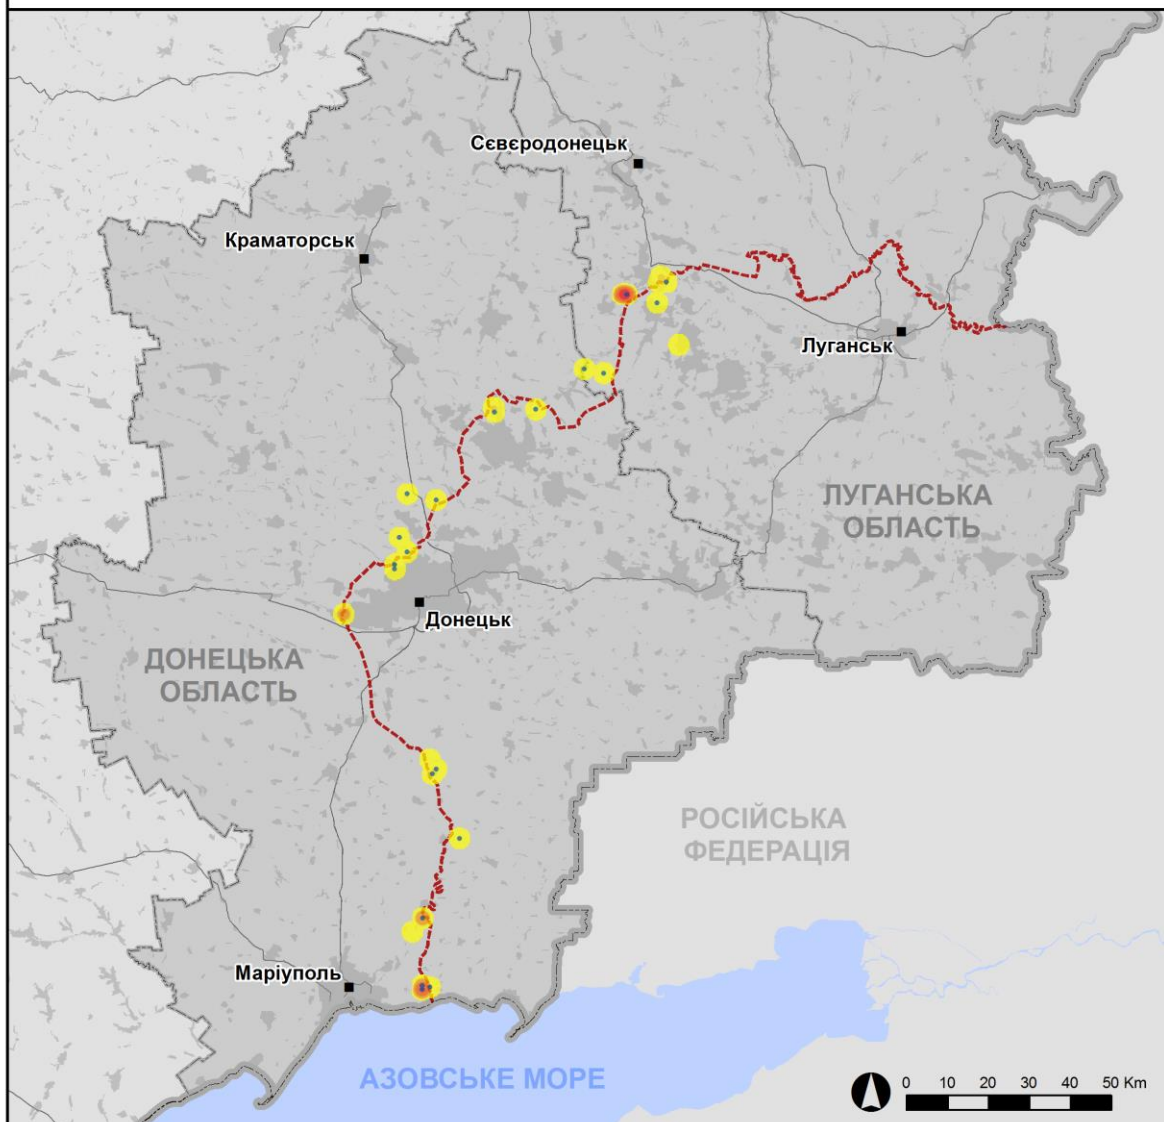 Сєвєродонецьк
Краматорськ
Луганськ
ЛУГАНСЬКА
ОБЛАСТЬ
Донецьк
ДОНЕЦЬКА
ОБЛАСТЬ
РОСІЙСЬКА
ФЕДЕРАЦІЯ
Маріуполь
АЗОВСЬКЕ МОРЕ
0 10 20 30 40 50 Km